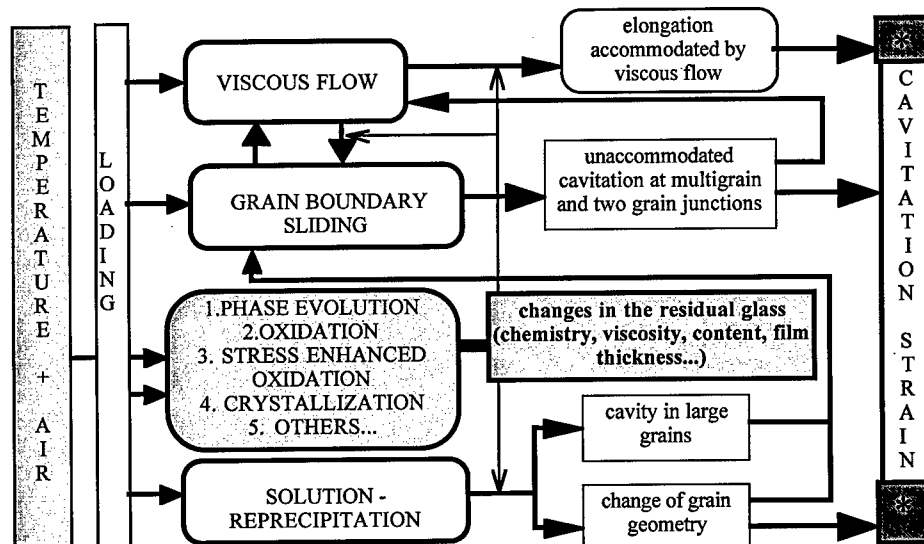 TEMPERATURE + AIR
LOADING
VISCOUS FLOW
elongation
accommodated by
viscous flow
GRAIN BOUNDARY
SLIDING
unaccommodated
cavitation at multigrain
and two grain junctions
1.PHASE EVOLUTION
2.OXIDATION
3. STRESS ENHANCED
OXIDATION
4. CRYSTALLIZATION
5. OTHERS...
changes in the residual glass
(chemistry, viscosity, content, film
thickness...)
SOLUTION -
REPRECIPITATION
cavity in large
grains
change of grain
geometry
*
CAVITATION STRAIN
*